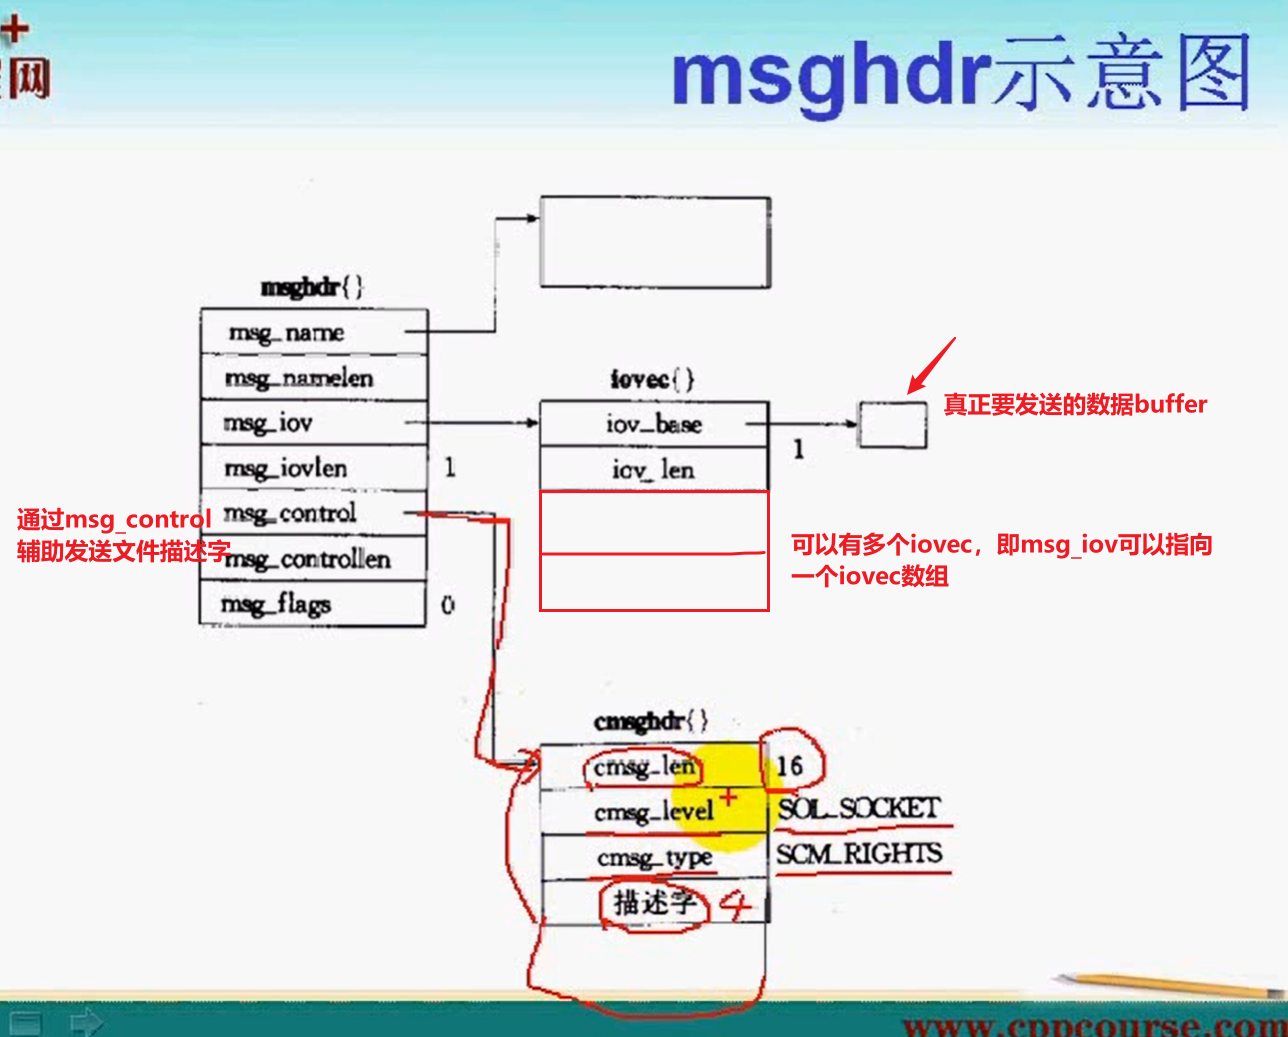 +
网
msghdr示意图
msghdr{}
msg_name
msg_namelen
msg_iov
msg_iovlen
1
msg_control
msg_controllen
msg_flags
0
通过msg_control
辅助发送文件描述字
iovec{}
iov_base
iov_len
1
真正要发送的数据buffer
可以有多个iovec，即msg_iov可以指向
一个iovec数组
cmsghdr{}
cmsg_len
16
cmsg_level
SOL_SOCKET
cmsg_type
SCM_RIGHTS
描述字 4
www.cppcourse.com